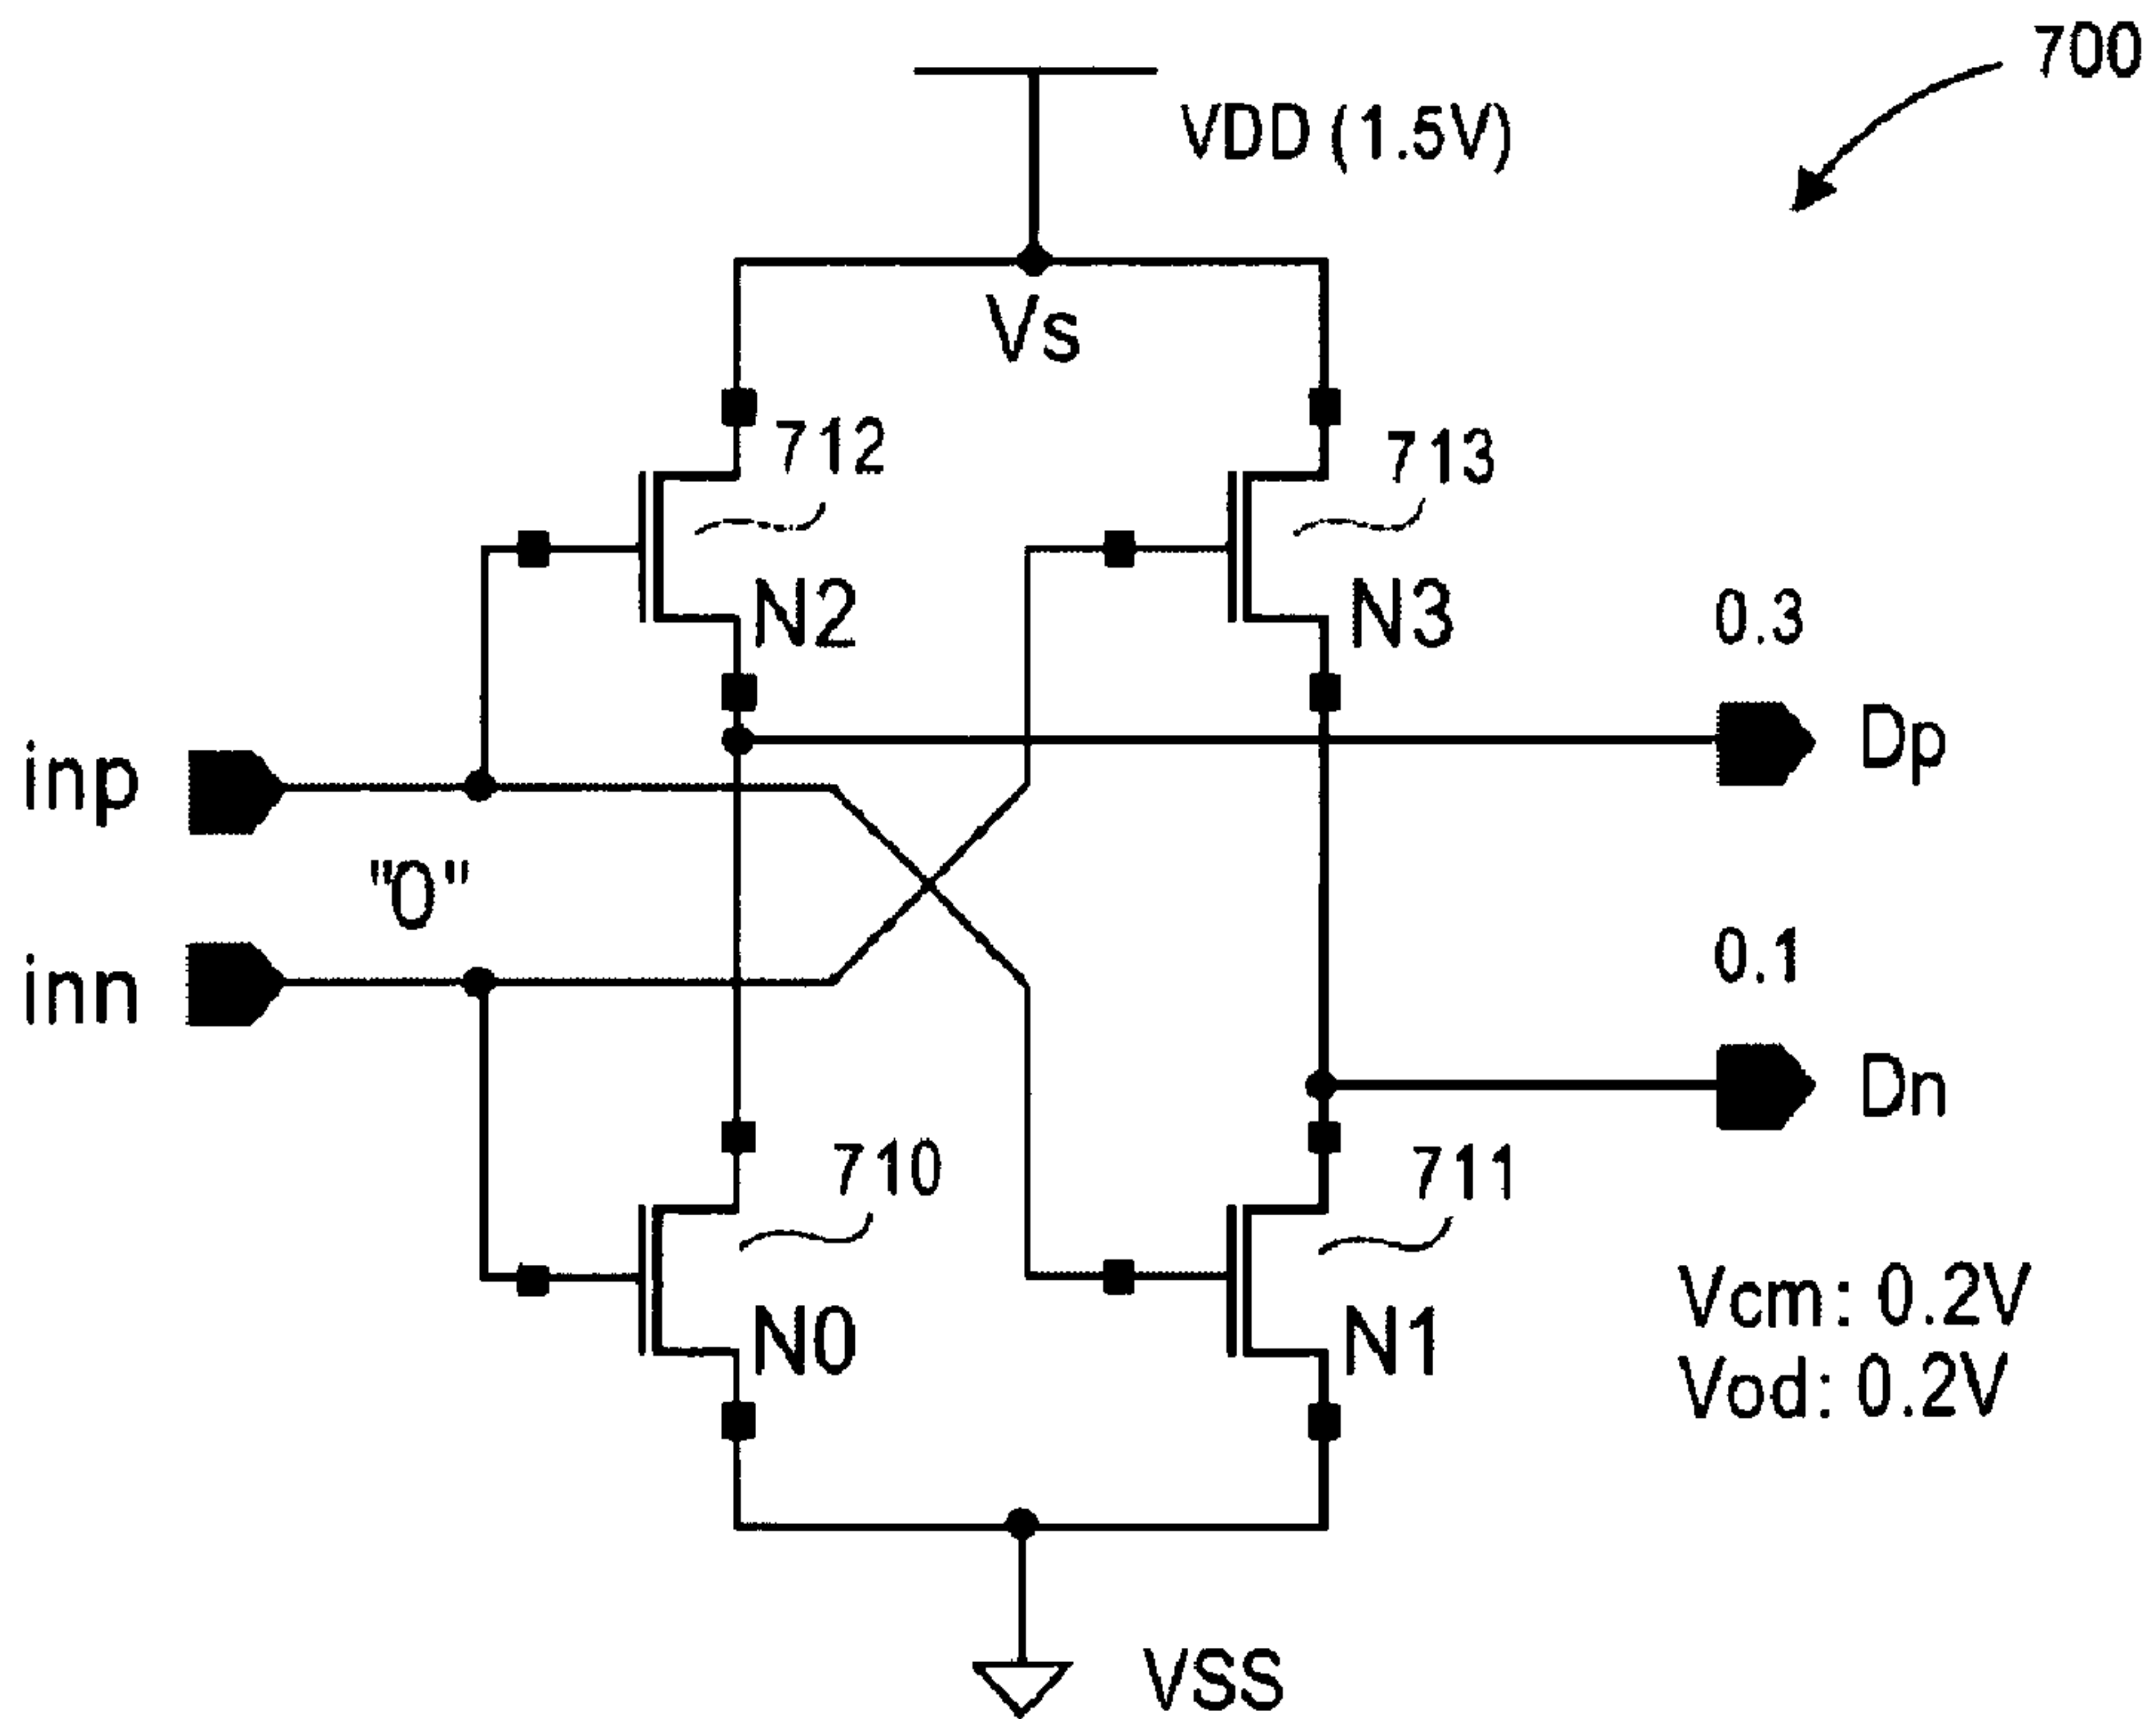 700
VDD (1.5V)
Vs
712
713
N2
N3
0.3
Dp
inp
"0"
0.1
inn
Dn
710
711
N0
N1
Vcm: 0.2V
Vod: 0.2V
VSS